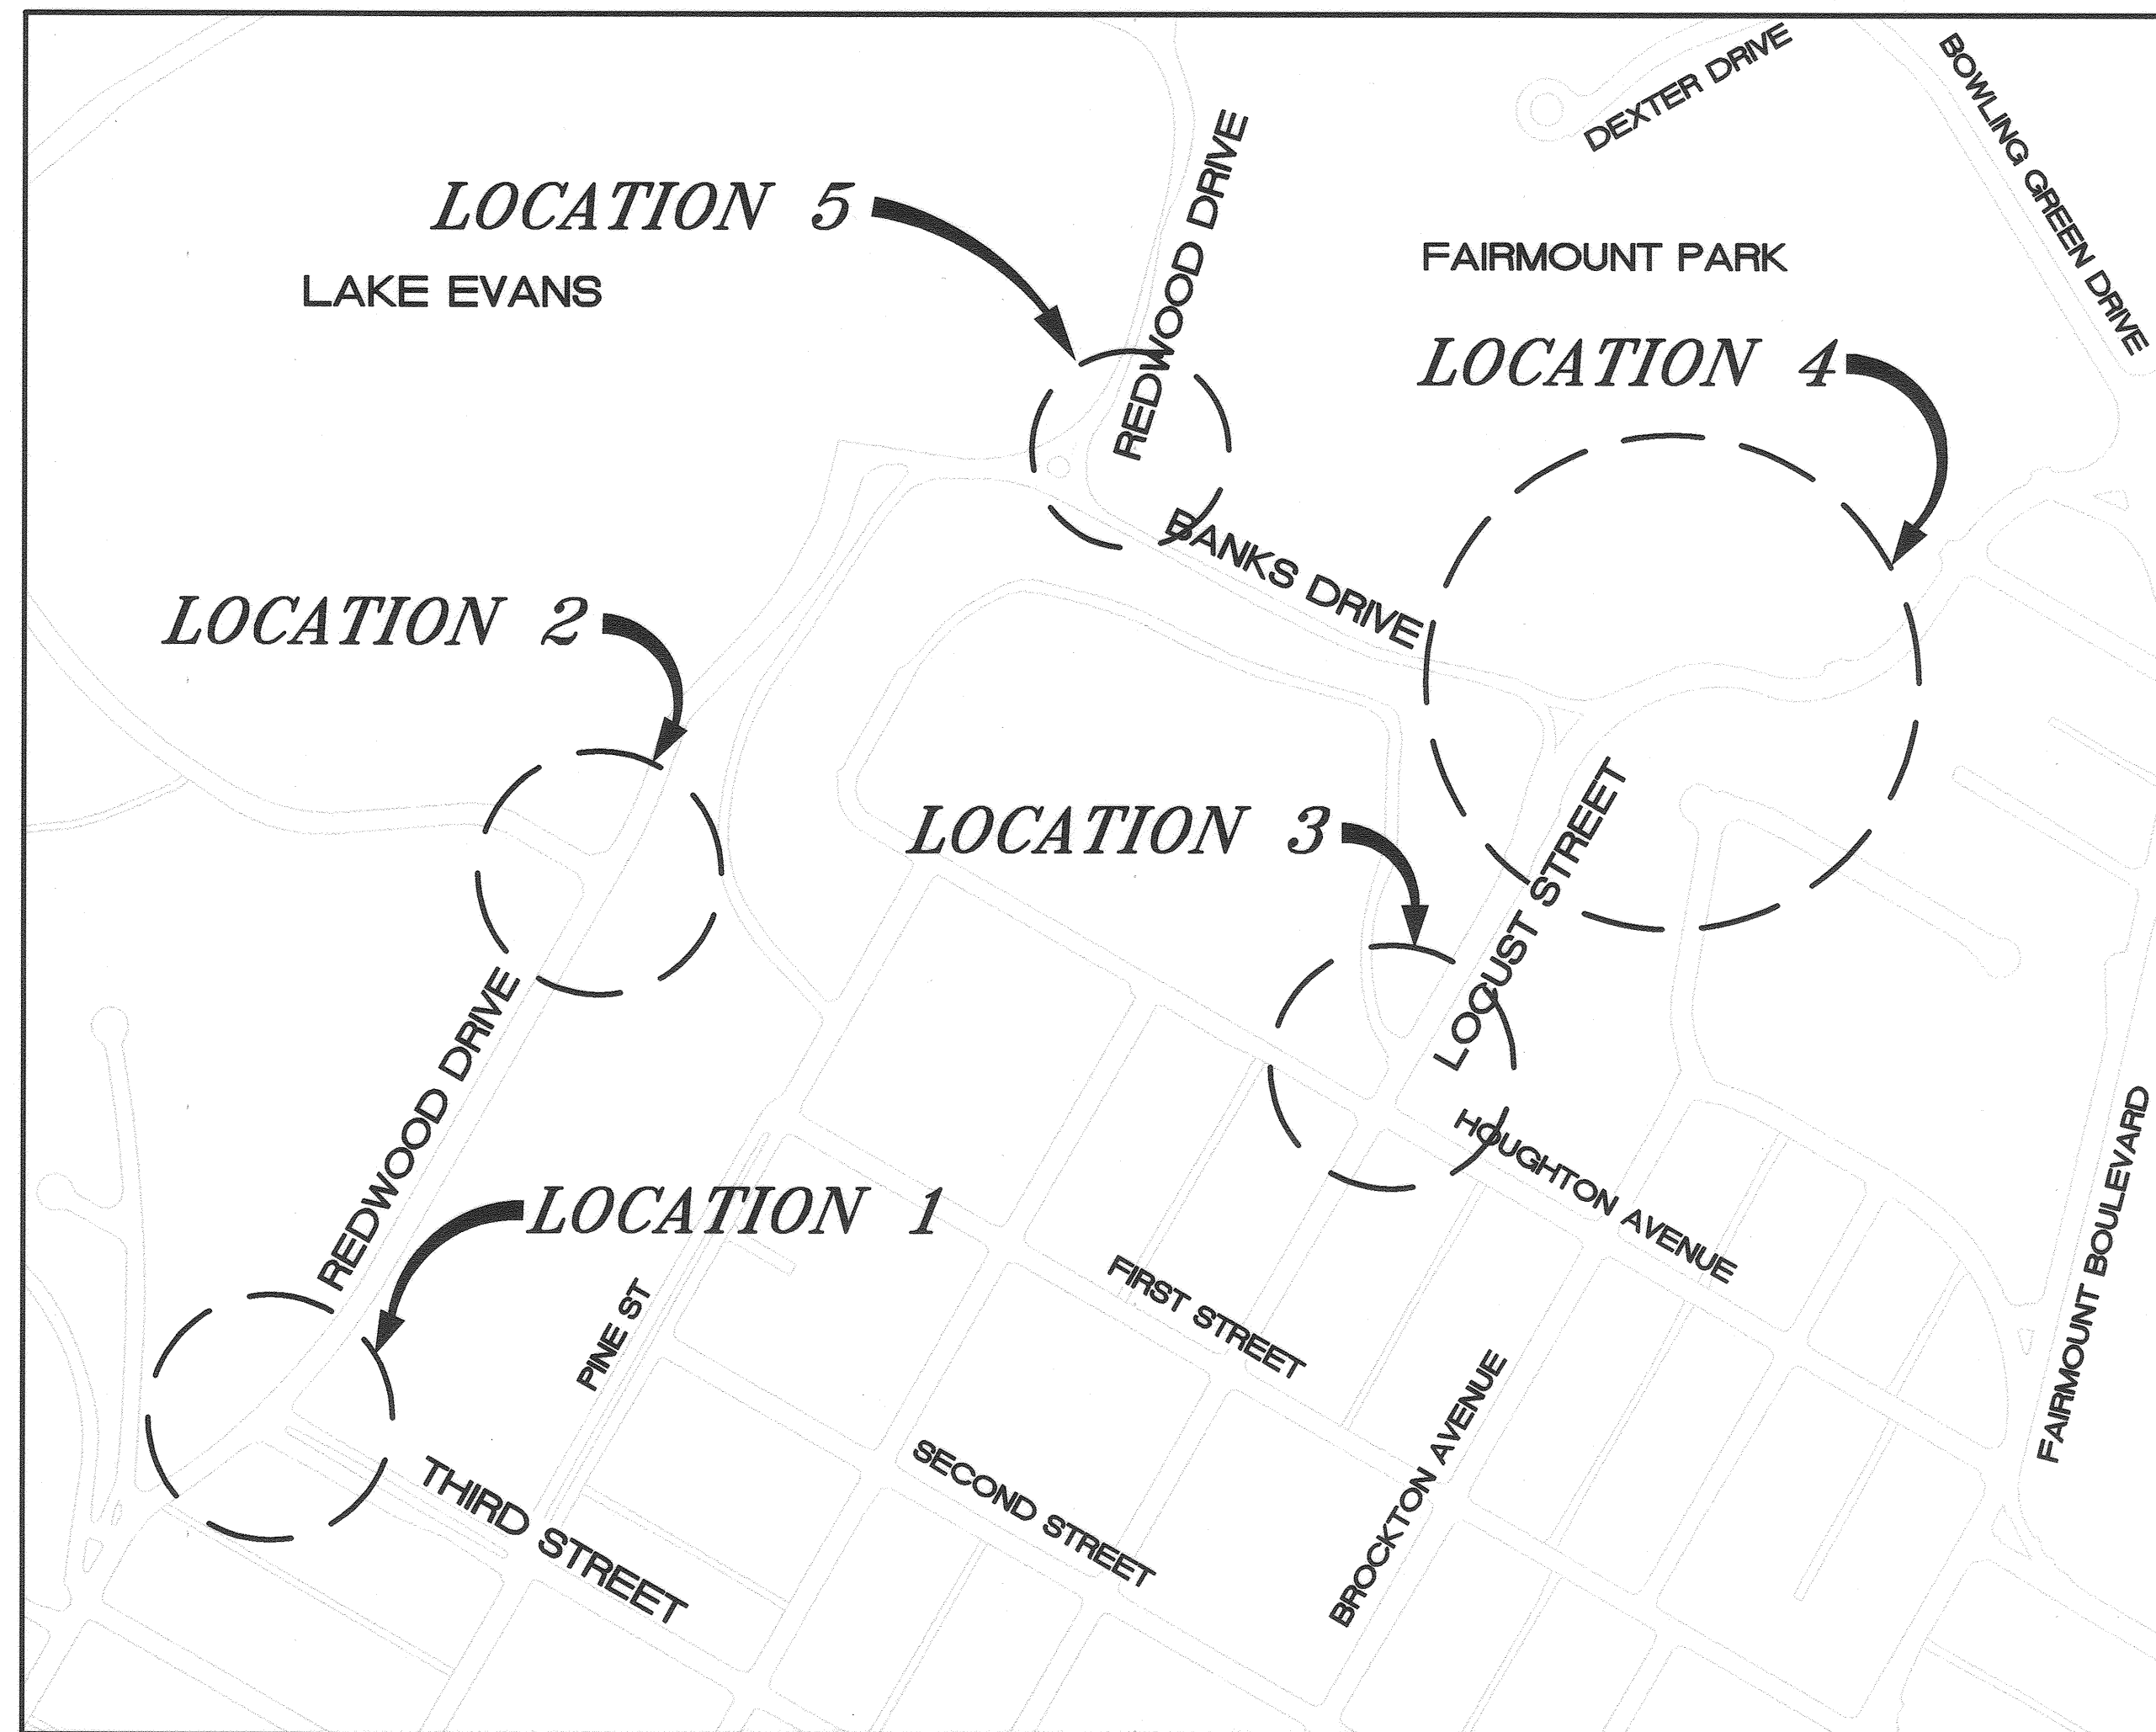 DEXTER DRIVE
BOWLING GREEN DRIVE
REDWOOD DRIVE
LOCATION 5
LAKE EVANS
FAIRMOUNT PARK
LOCATION 4
BANKS DRIVE
LOCATION 2
LOCATION 3
LOCUST STREET
REDWOOD DRIVE
HOUGHTON AVENUE
FAIRMOUNT BOULEVARD
LOCATION 1
PINE ST
FIRST STREET
BROCKTON AVENUE
SECOND STREET
THIRD STREET